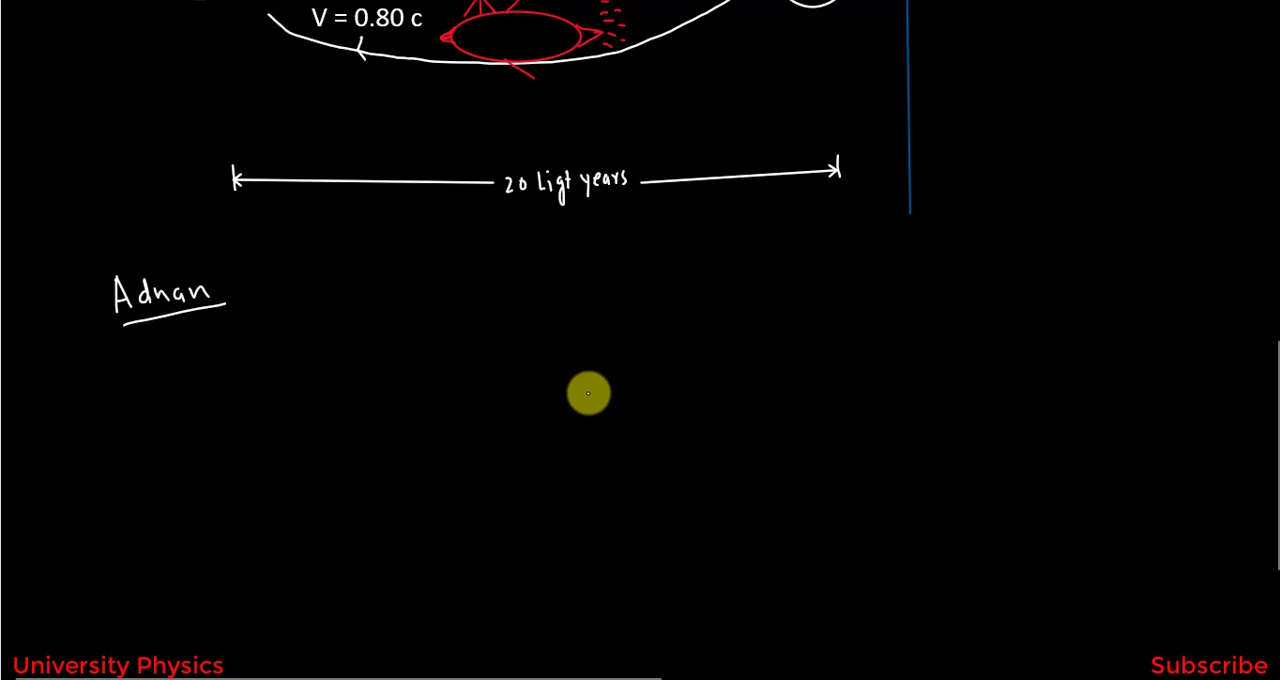 V = 0.80 c
20 Ligt years
Adnan
University Physics
Subscribe